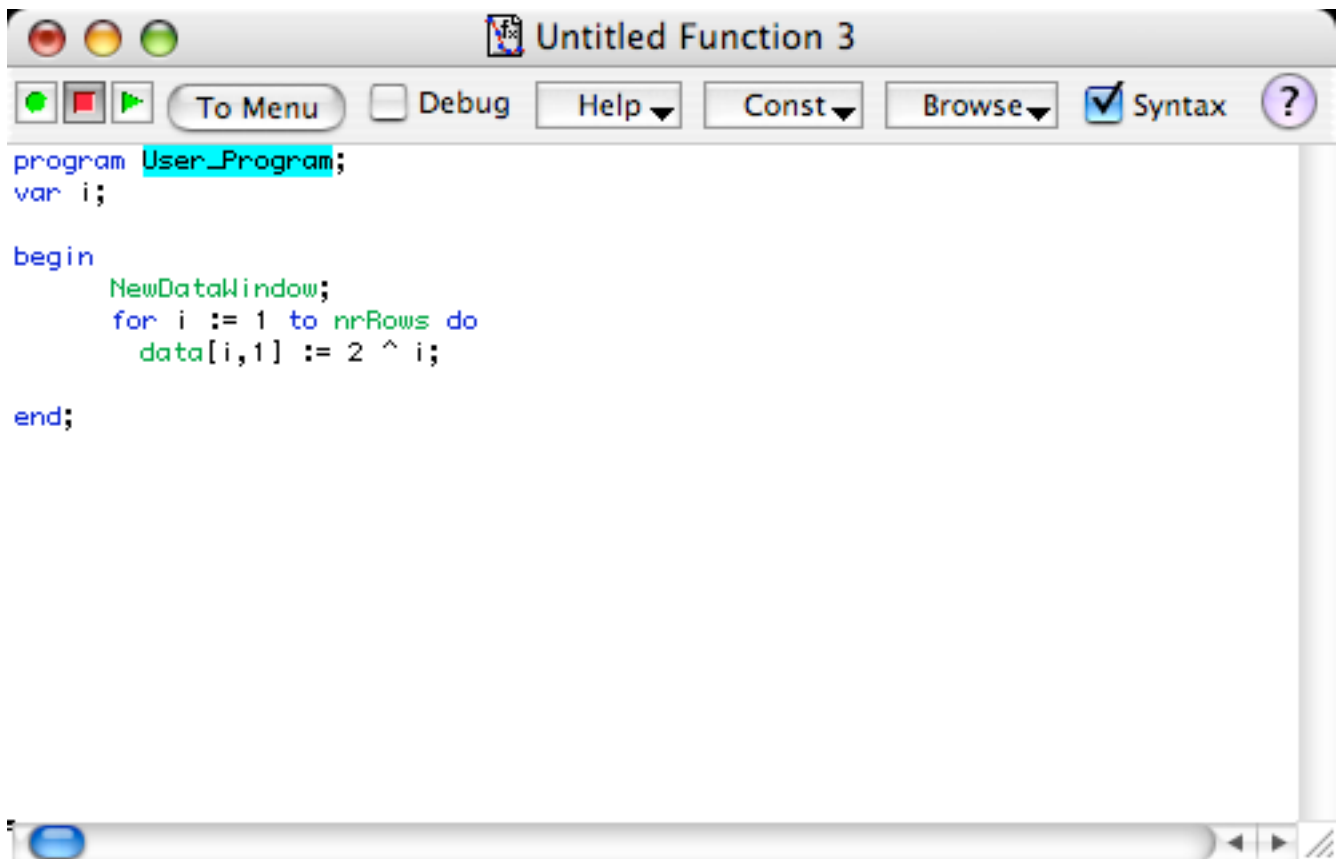 Untitled Function 3
To Menu Debug Help Const Browse Syntax ?
program User_Program;
var i;
begin
NewDataWindow;
for i := 1 to nrRows do
data[i,1] := 2 ^ i;
end;